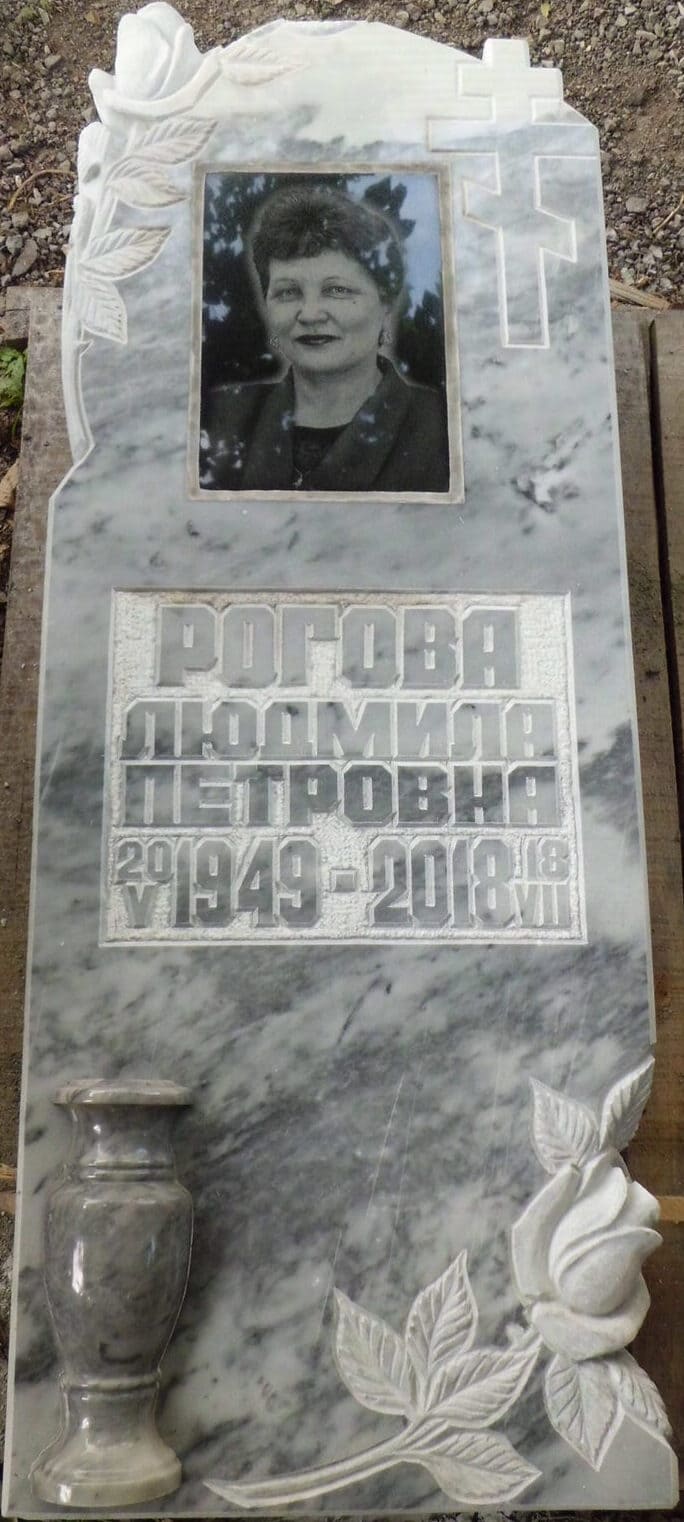 РОГОВА
ЛЮДМИЛА
ПЕТРОВНА
20 V 1949 - 2018 18 VII